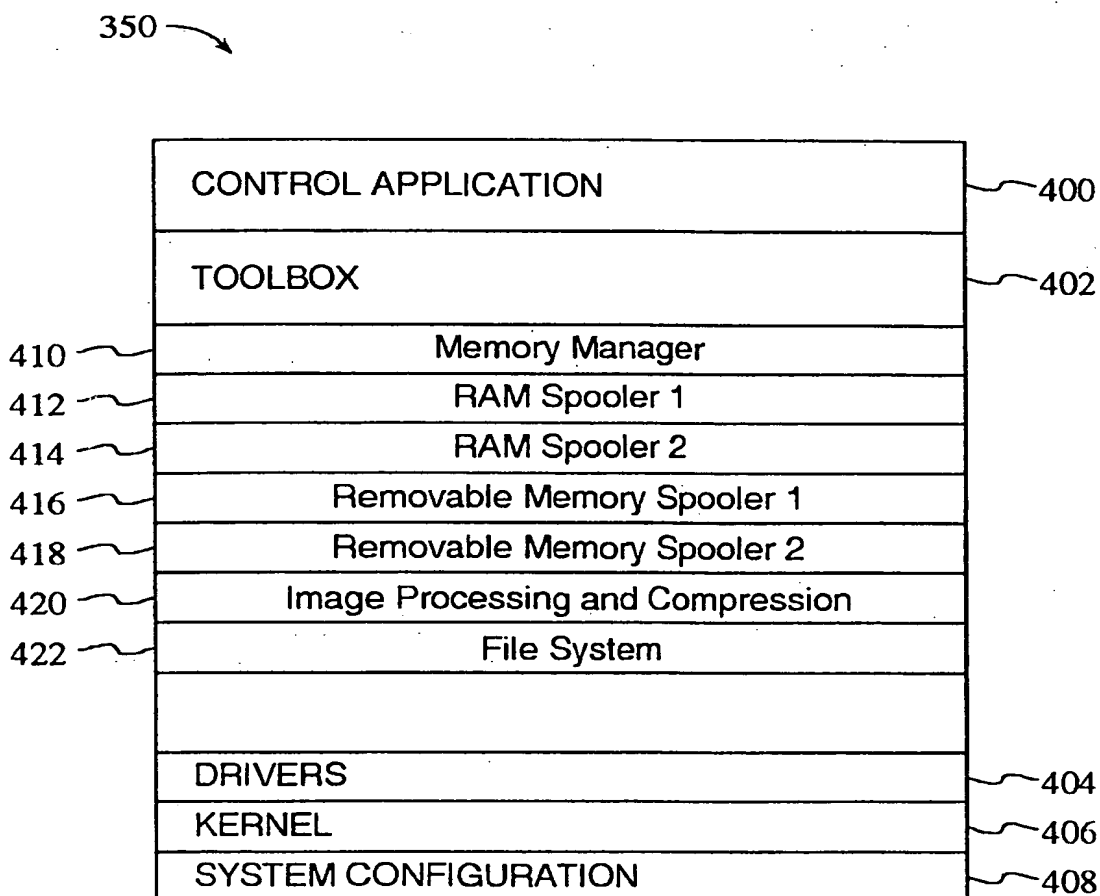 350
CONTROL APPLICATION 400
TOOLBOX 402
410 Memory Manager
412 RAM Spooler 1
414 RAM Spooler 2
416 Removable Memory Spooler 1
418 Removable Memory Spooler 2
420 Image Processing and Compression
422 File System
DRIVERS 404
KERNEL 406
SYSTEM CONFIGURATION 408